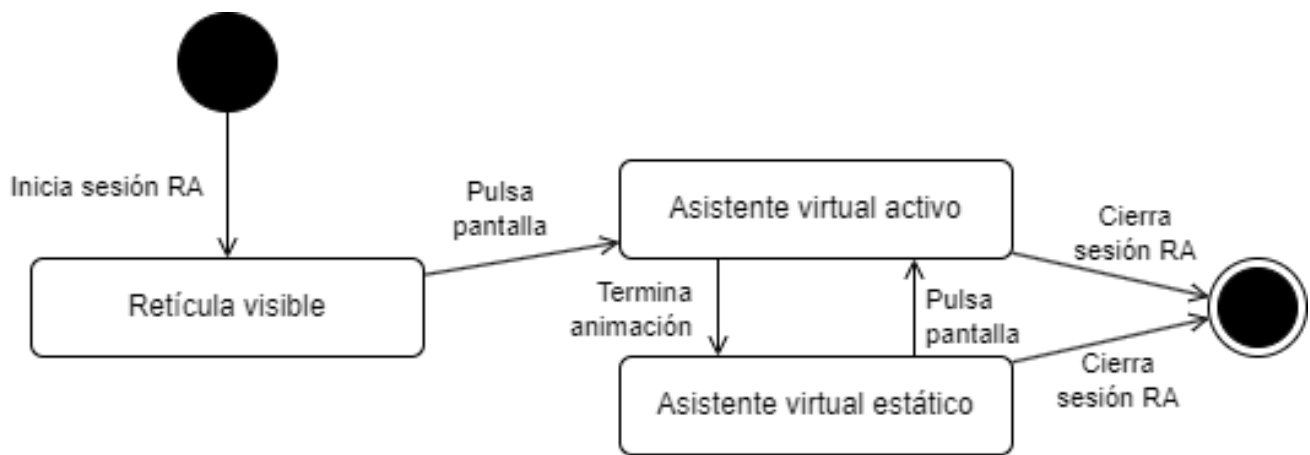 Inicia sesión RA
Retícula visible
Pulsa
pantalla
Asistente virtual activo
Termina
animación
Pulsa
pantalla
Asistente virtual estático
Cierra
sesión RA
Cierra
sesión RA